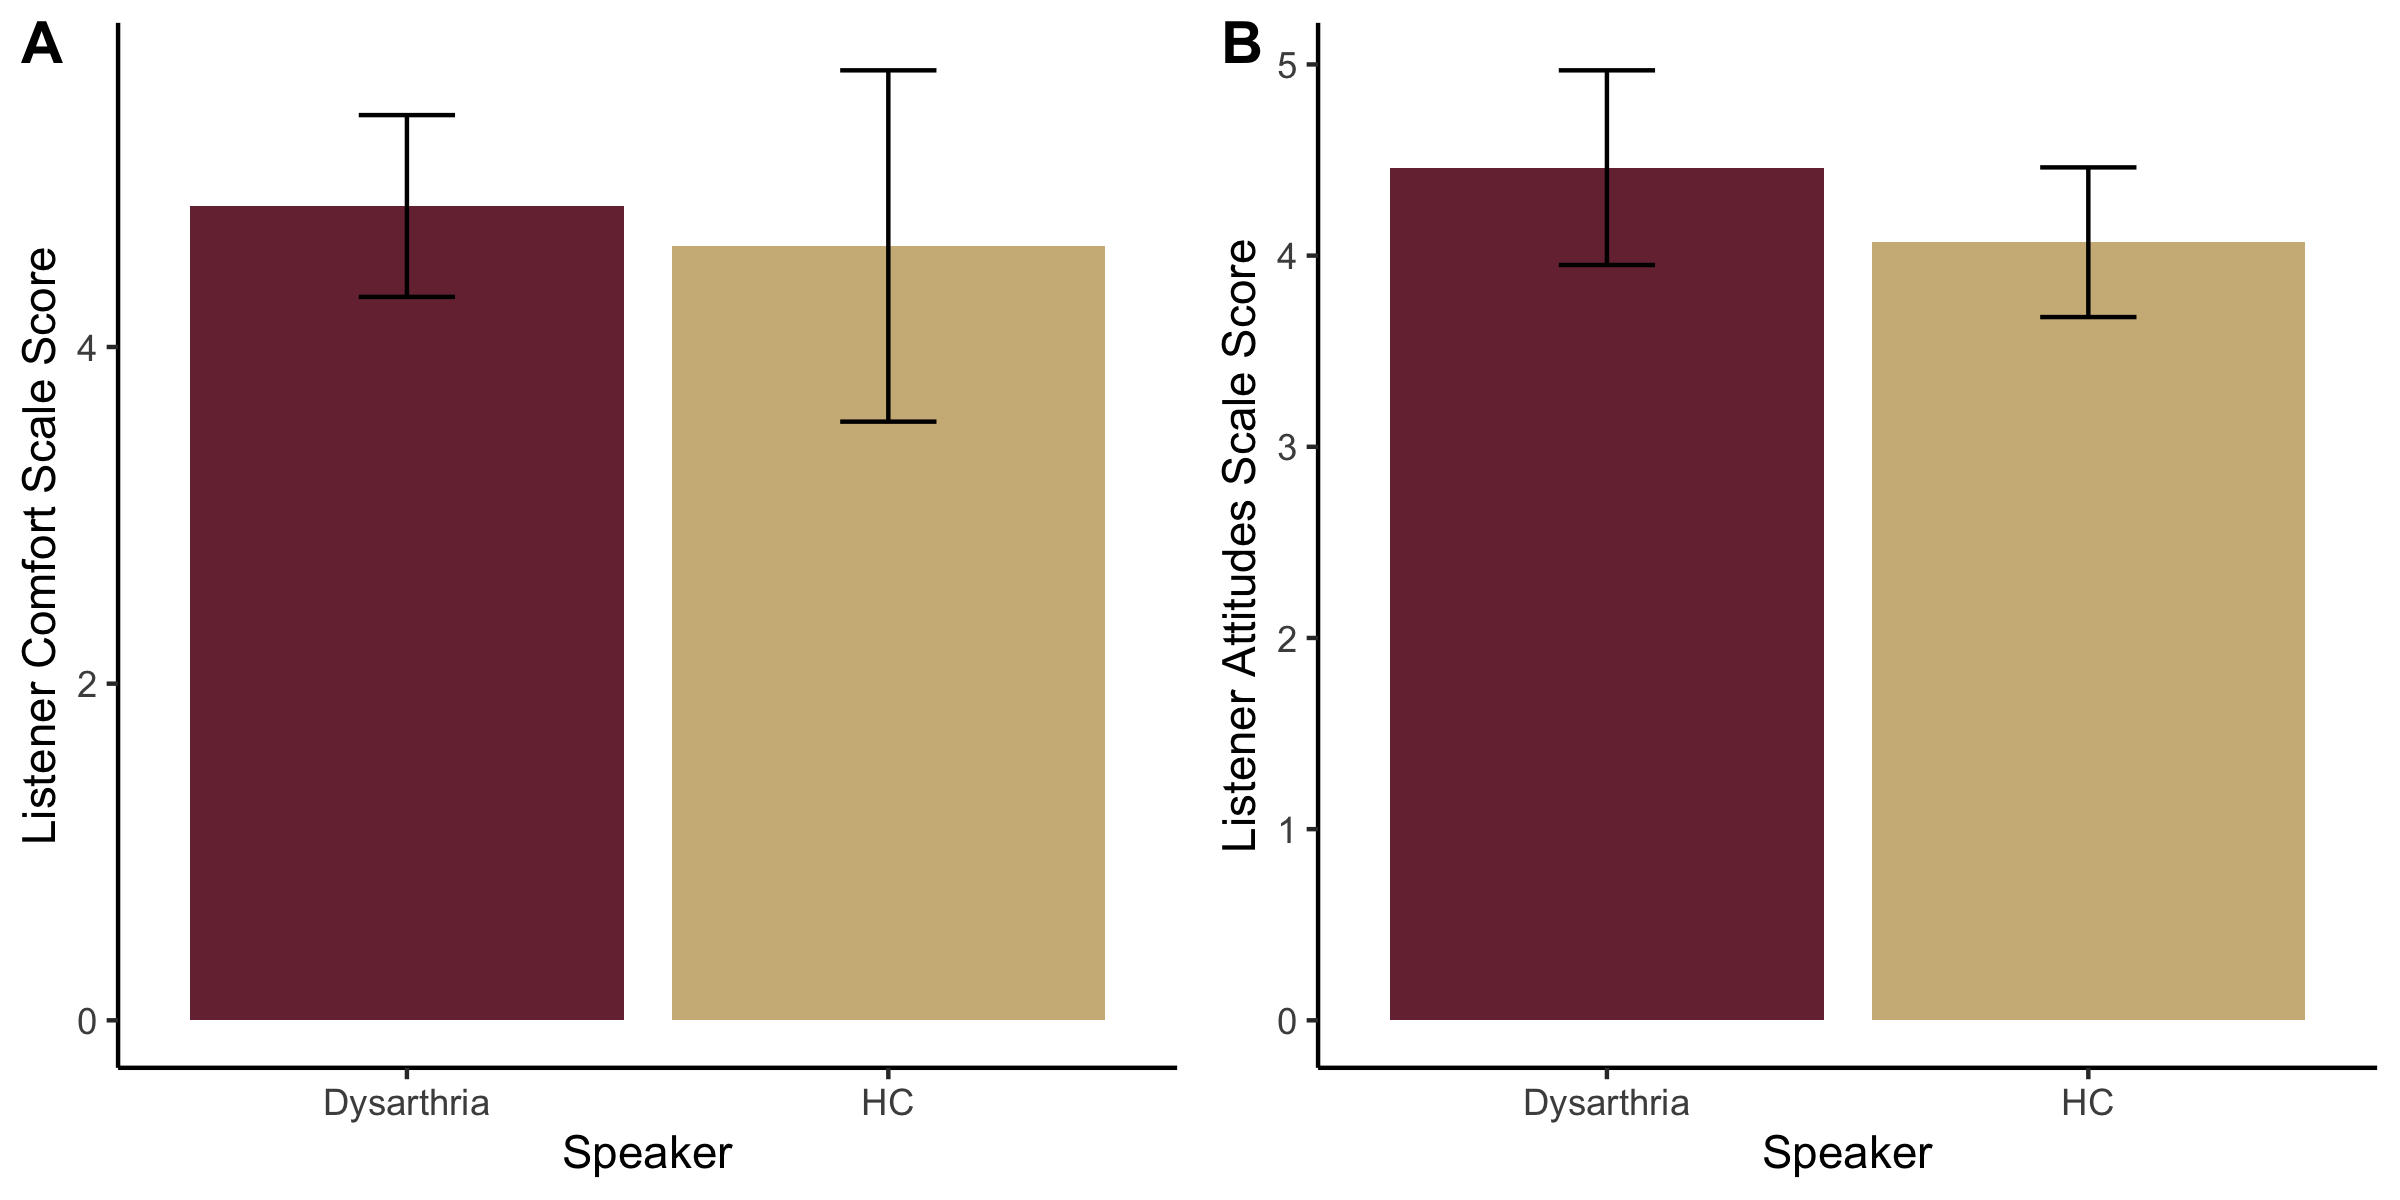 A
Listener Comfort Scale Score
4
2
0
Dysarthria HC
Speaker
B
Listener Attitudes Scale Score
5
4
3
2
1
0
Dysarthria HC
Speaker